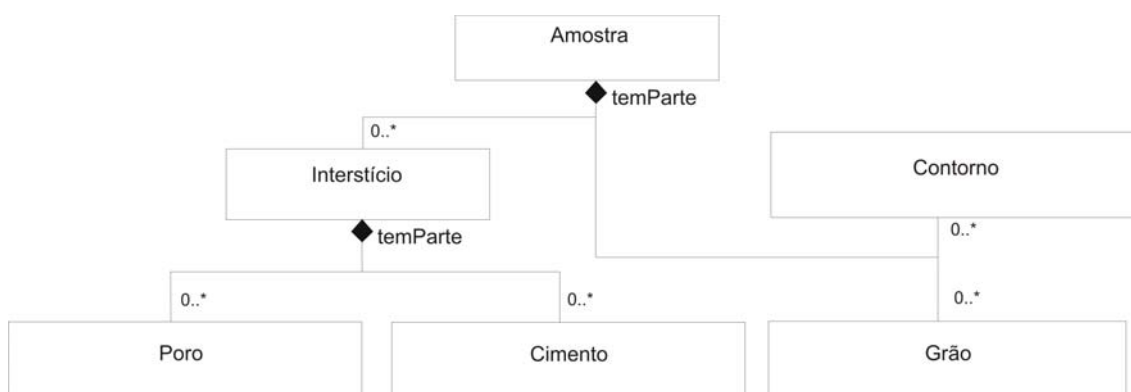 Amostra
temParte
0..*
Interstício
Contorno
temParte
0..*
0..*
0..*
0..*
Poro
Cimento
Grão